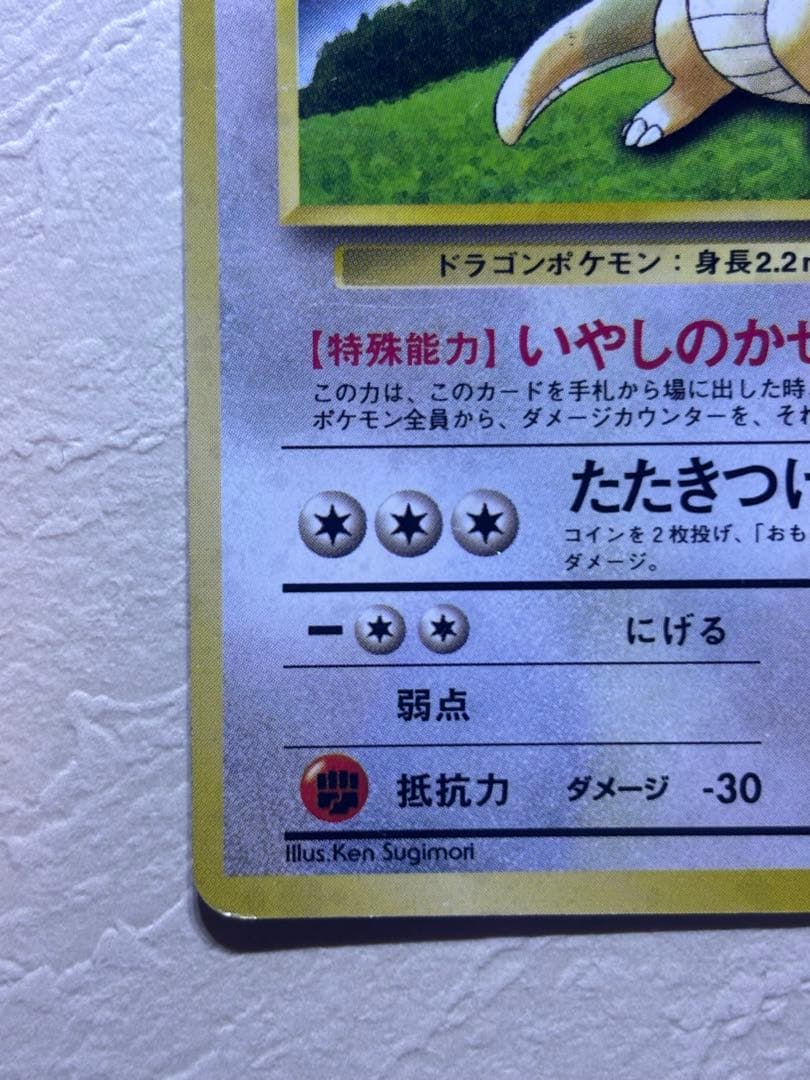 ドラゴンポケモン：身長2.2
【特殊能力】いやしのかぜ
この力は、このカードを手札から場に出した時
ポケモン全員から、ダメージカウンターを、それ
たたきつけ
コインを2枚投げ、「おも
ダメージ。
ー にげる
弱点
抵抗力 ダメージ -30
Illus.Ken Sugimori